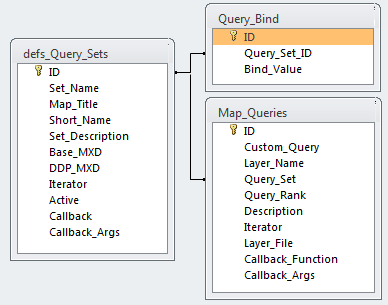 defs_Query_Sets
ID
Set_Name
Map_Title
Short_Name
Set_Description
Base_MXD
DDP_MXD
Iterator
Active
Callback
Callback_Args
Query_Bind
ID
Query_Set_ID
Bind_Value
Map_Queries
ID
Custom_Query
Layer_Name
Query_Set
Query_Rank
Description
Iterator
Layer_File
Callback_Function
Callback_Args